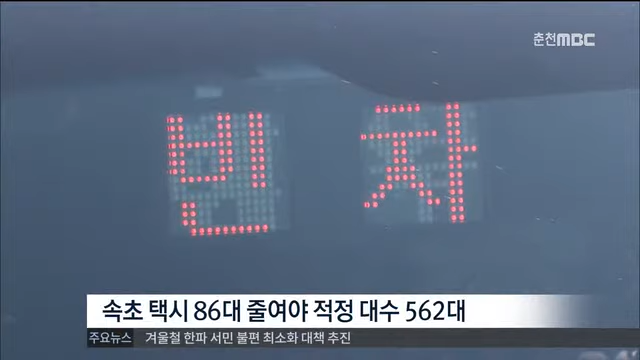 춘천MBC
빈차
속초 택시 86대 줄여야 적정 대수 562대
주요뉴스 겨울철 한파 서민 불편 최소화 대책 추진